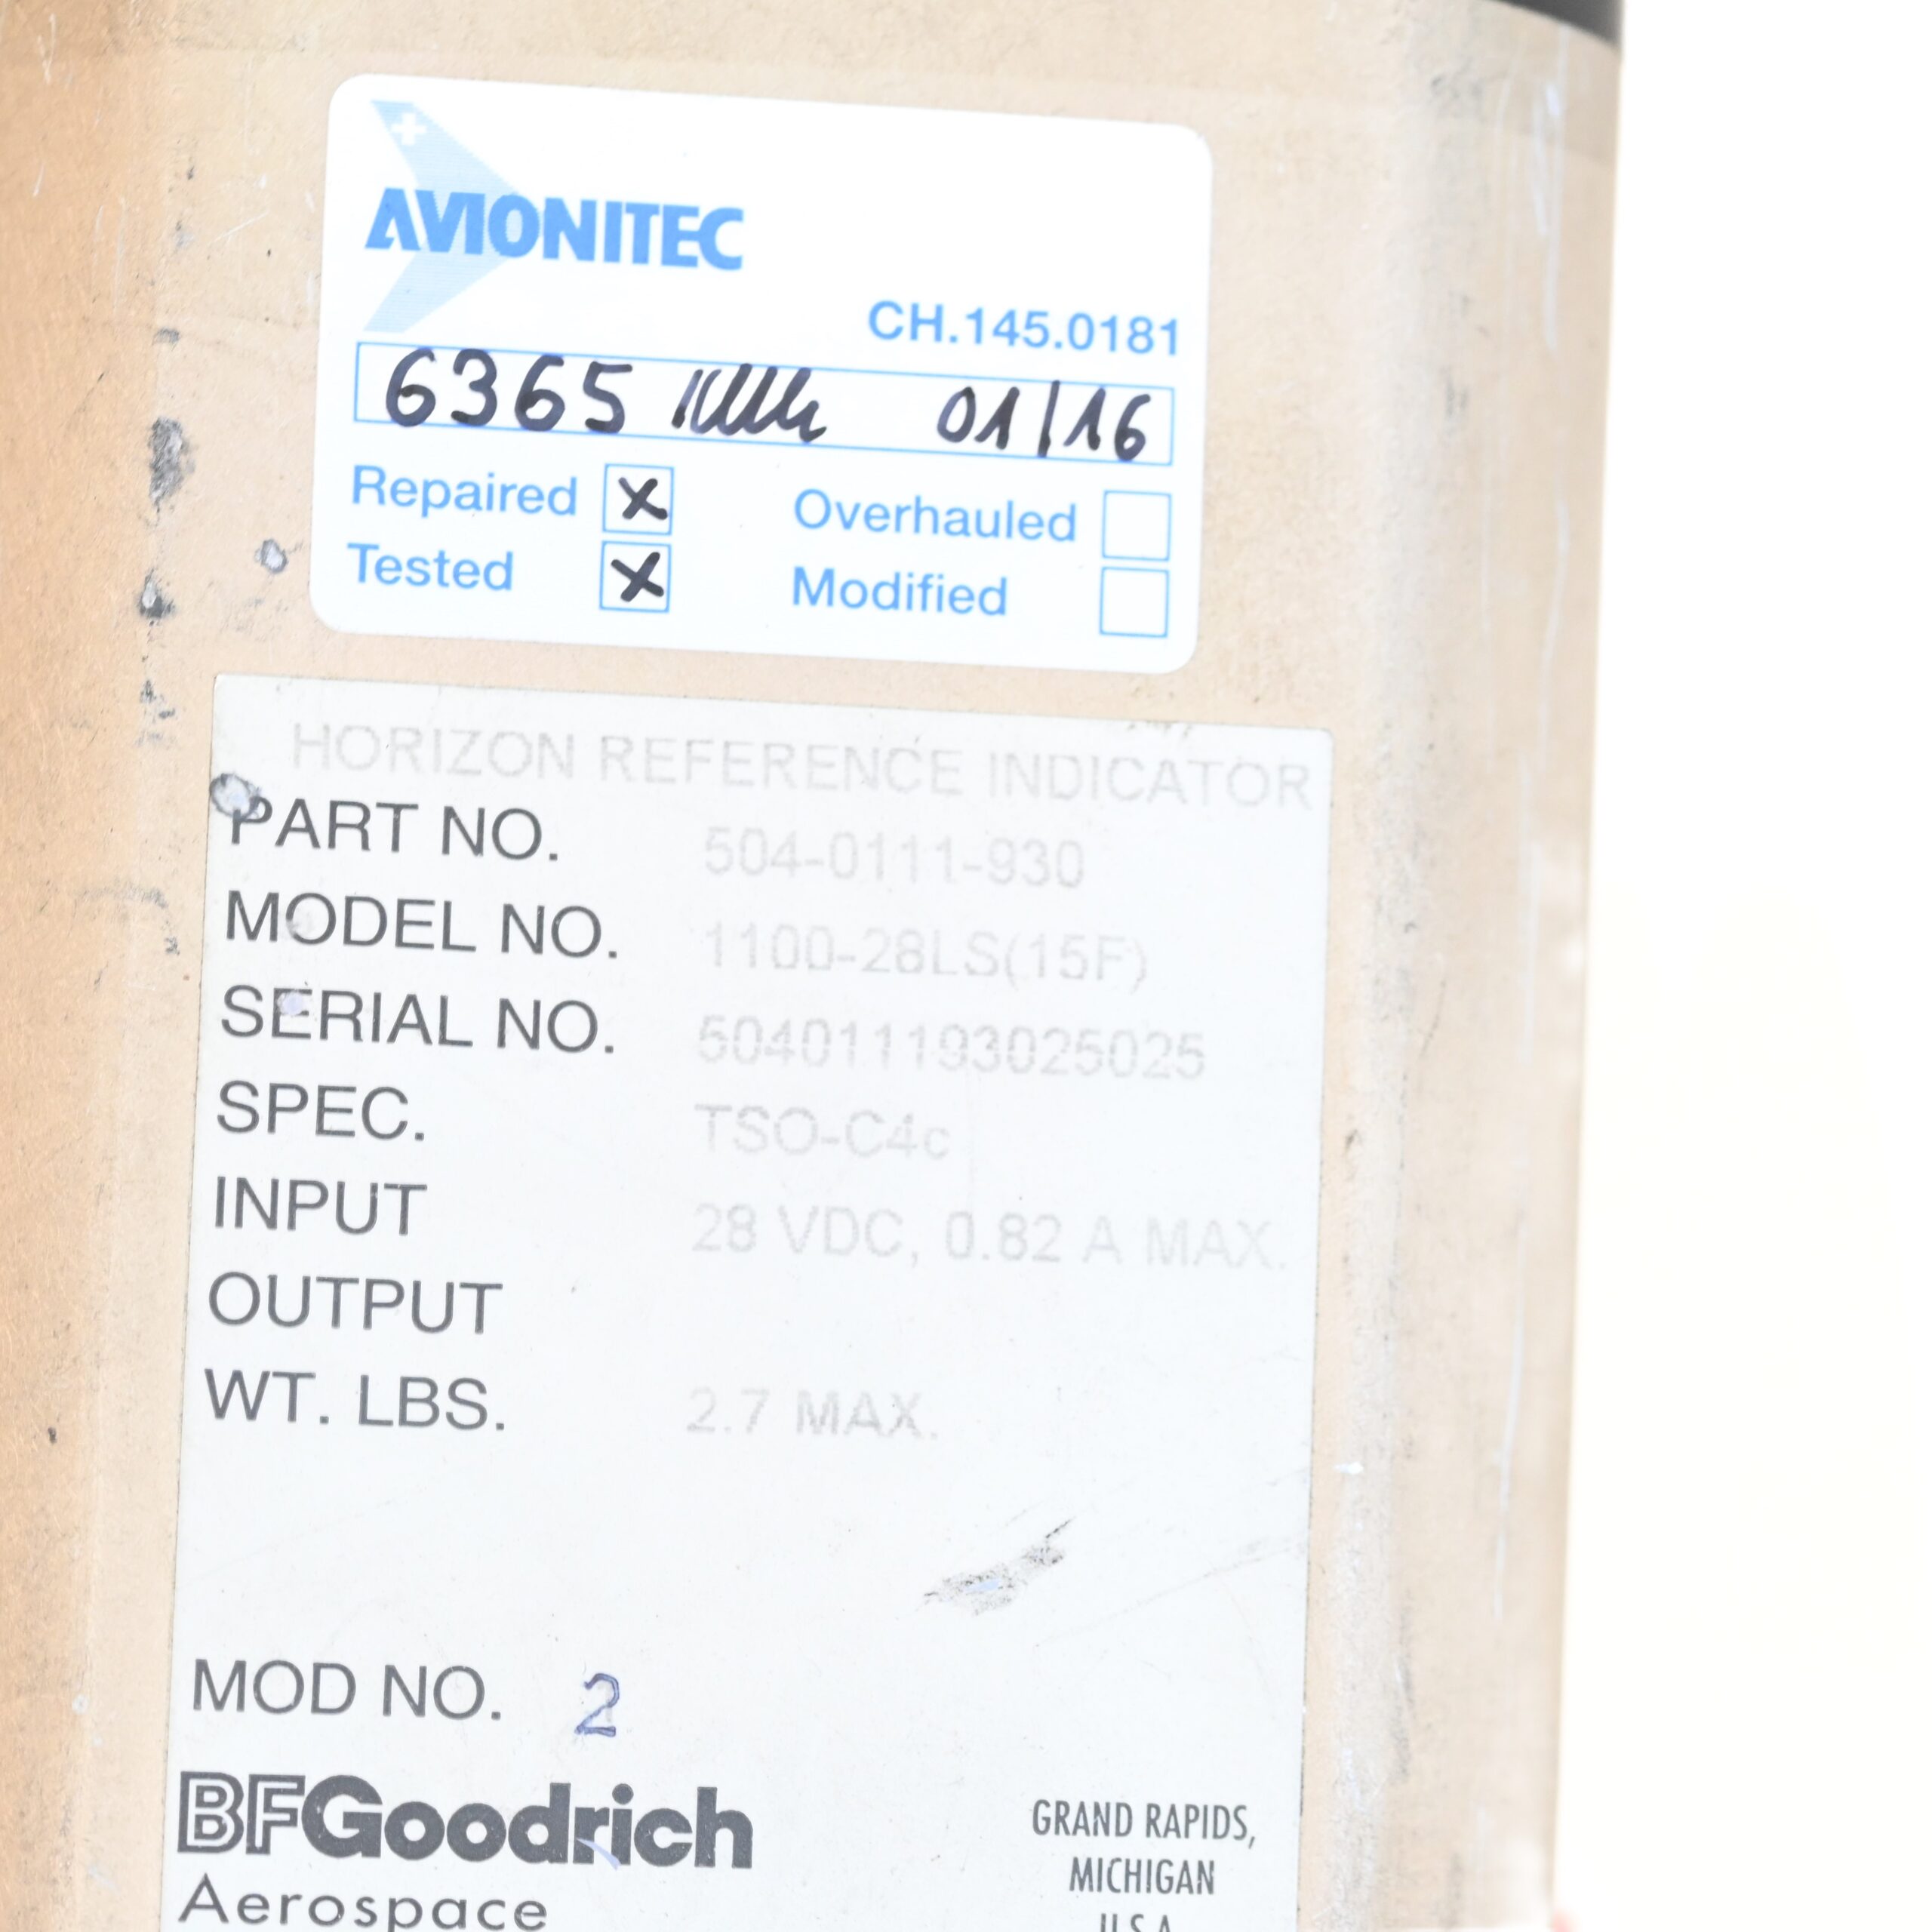 AVIONITEC
CH.145.0181
6365 01/16
Repaired X Overhauled
Tested X Modified
HORIZON REFERENCE INDICATOR
PART NO. 504-0111-930
MODEL NO. 1100-28LS(15F)
SERIAL NO. 504011193025025
SPEC. TSO-C4c
INPUT 28 VDC, 0.82 A MAX.
OUTPUT
WT. LBS. 2.7 MAX.
MOD NO. 2
BFGoodrich
Aerospace
GRAND RAPIDS,
MICHIGAN
U.S.A.